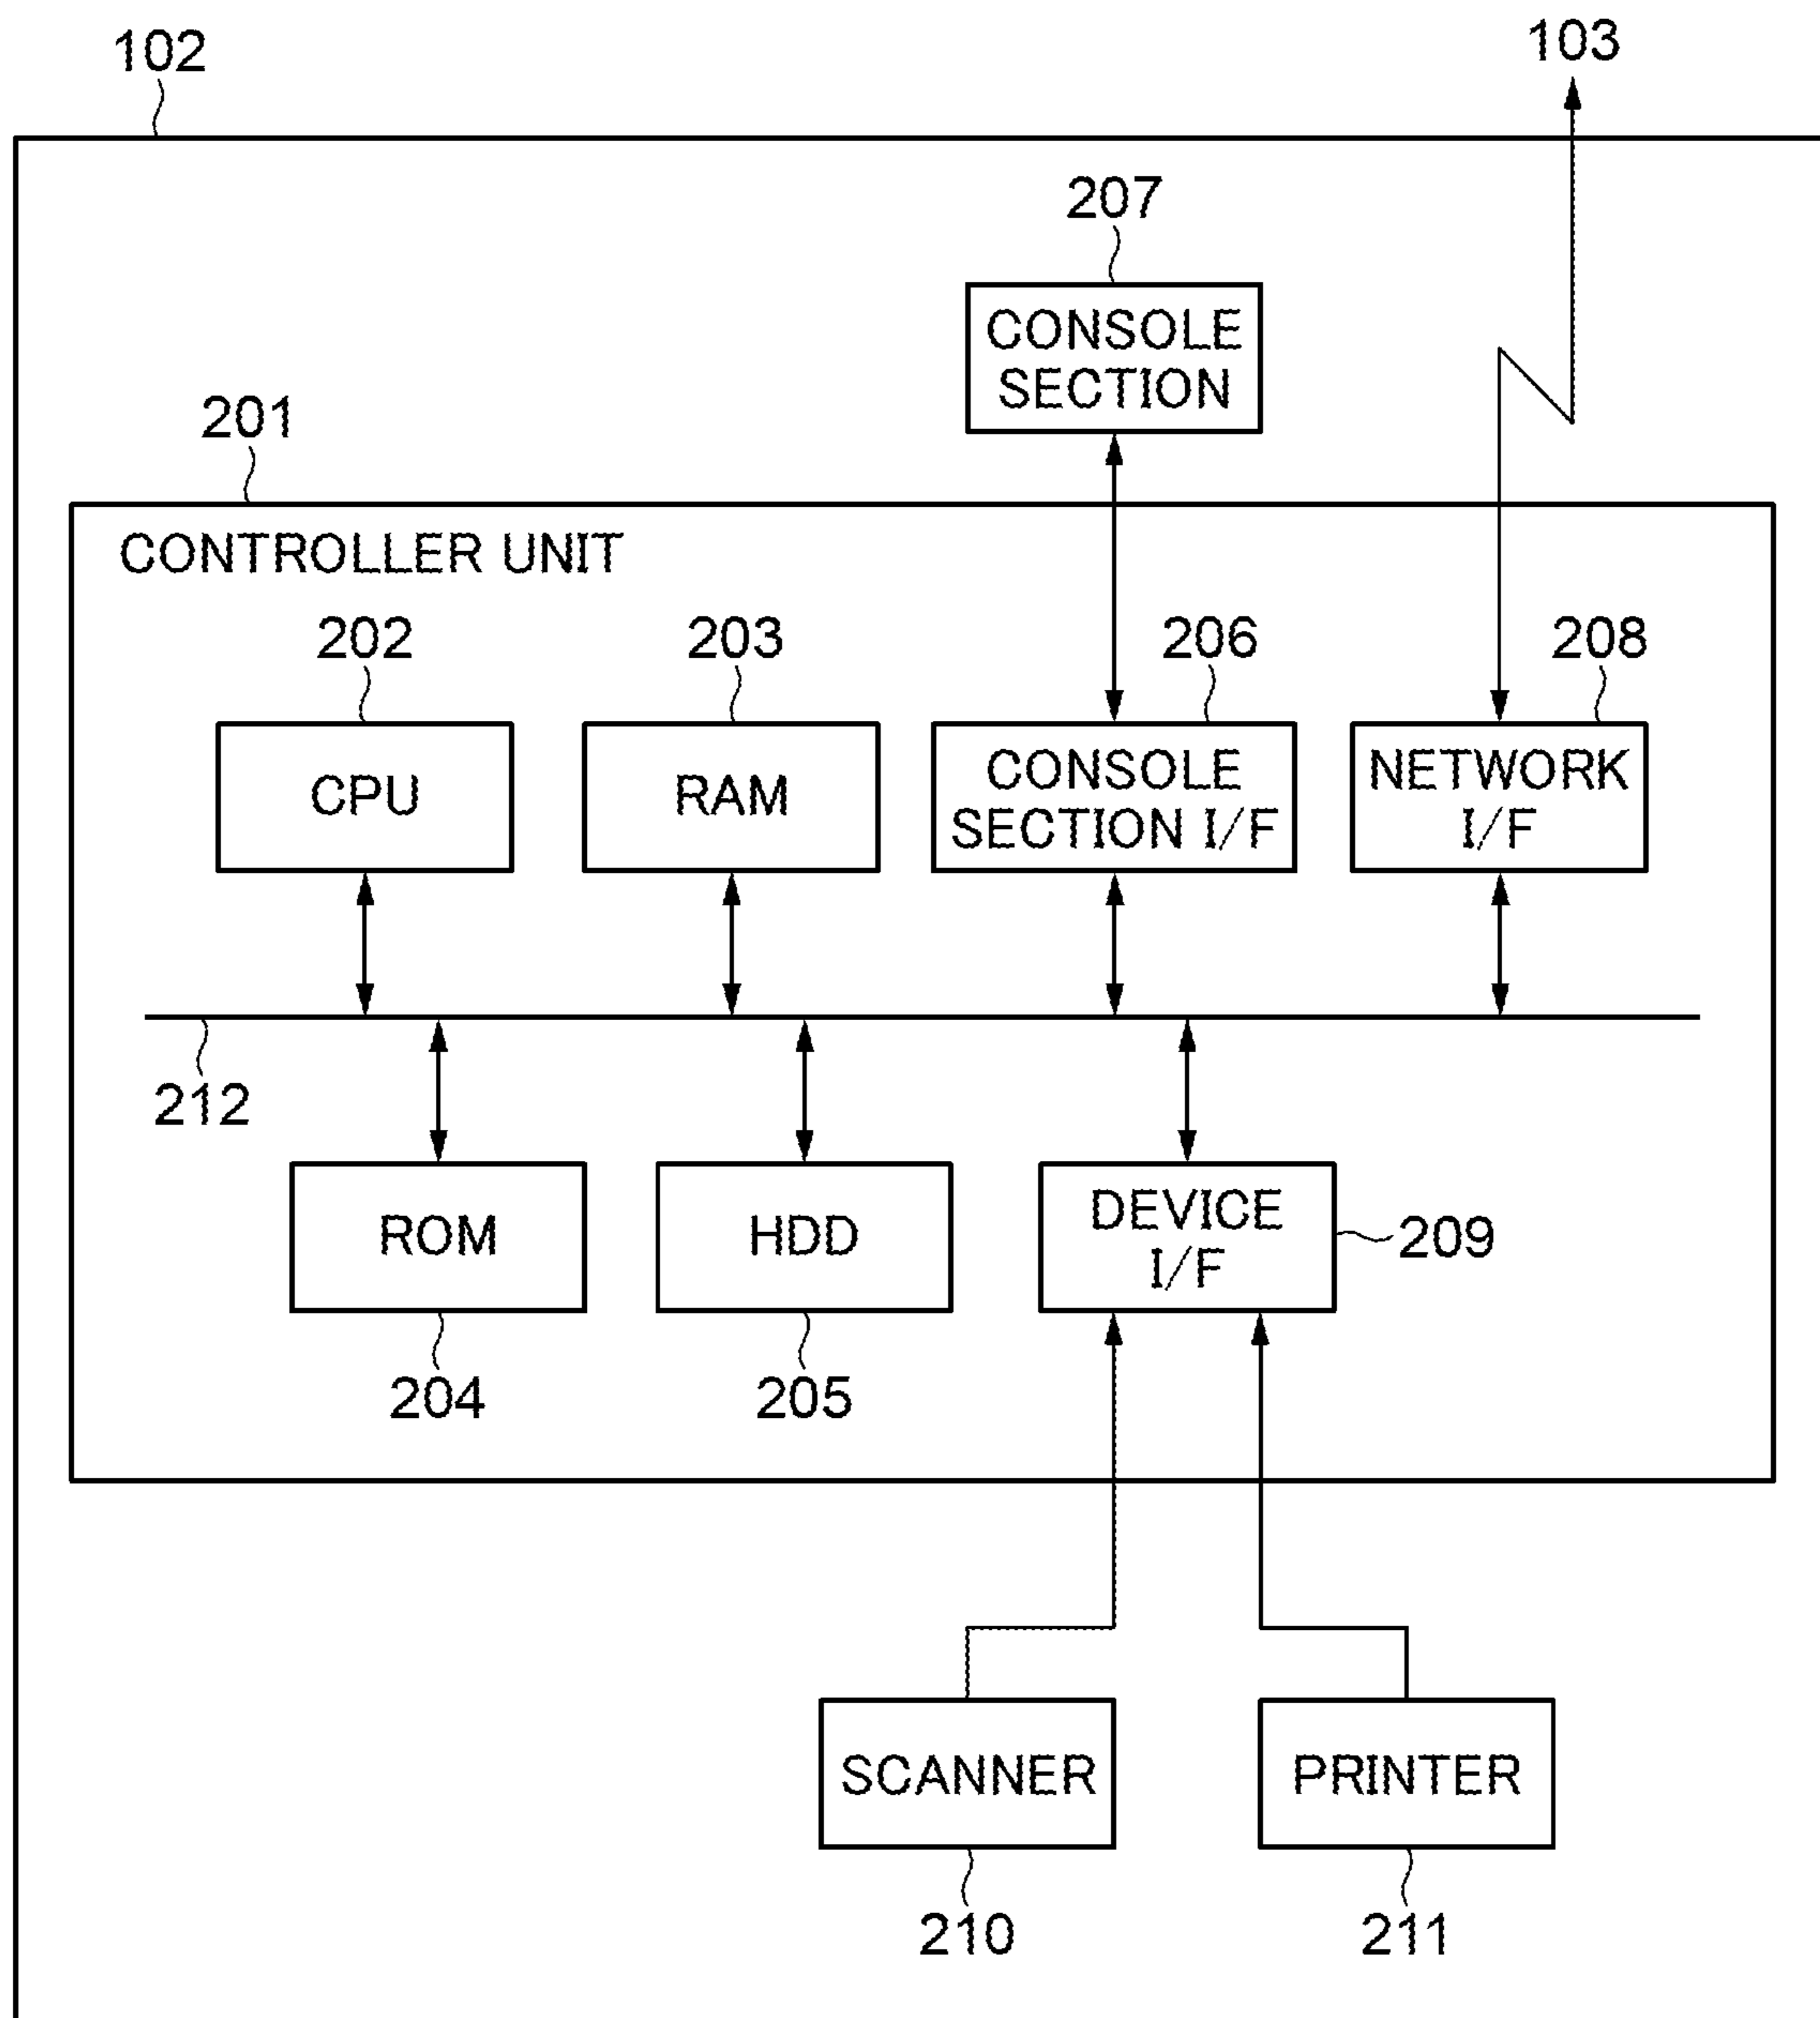 102
103
207
CONSOLE
SECTION
201
CONTROLLER UNIT
202
203
206
208
CPU
RAM
CONSOLE
SECTION I/F
NETWORK
I/F
212
ROM
HDD
DEVICE
I/F
209
204
205
SCANNER
PRINTER
210
211